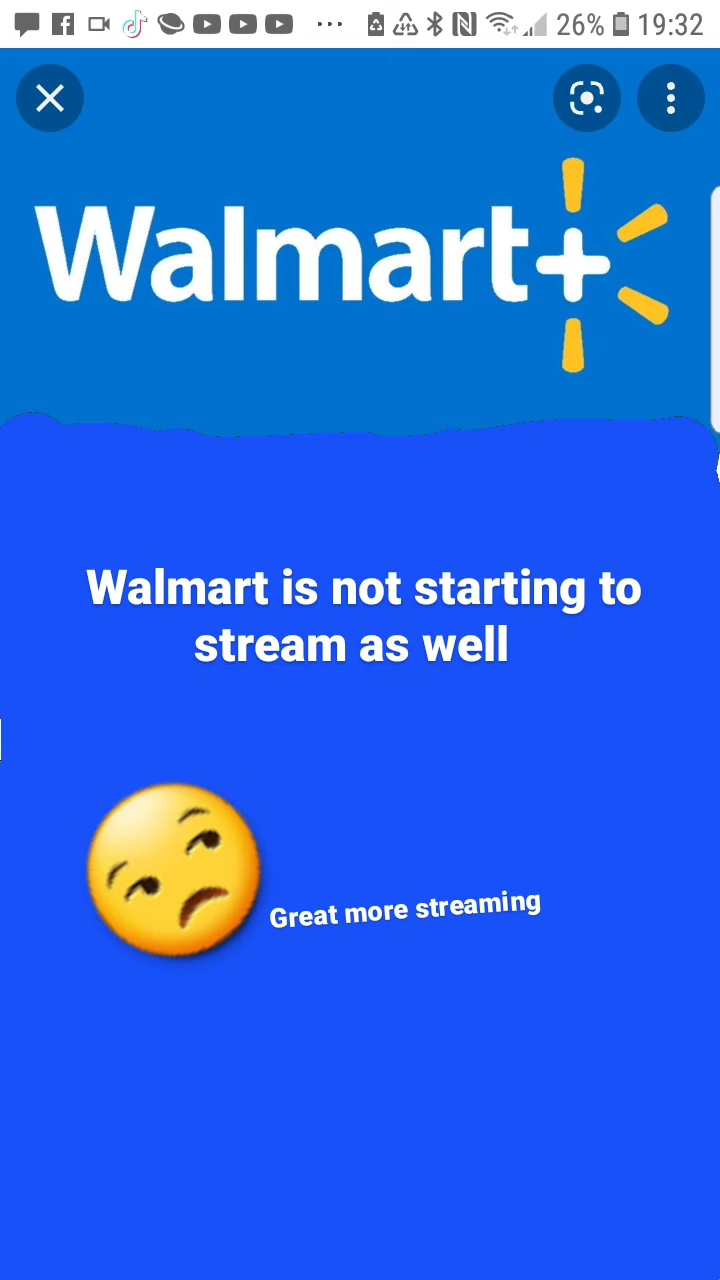 26% 19:32
Walmart+
Walmart is not starting to
stream as well
Great more streaming